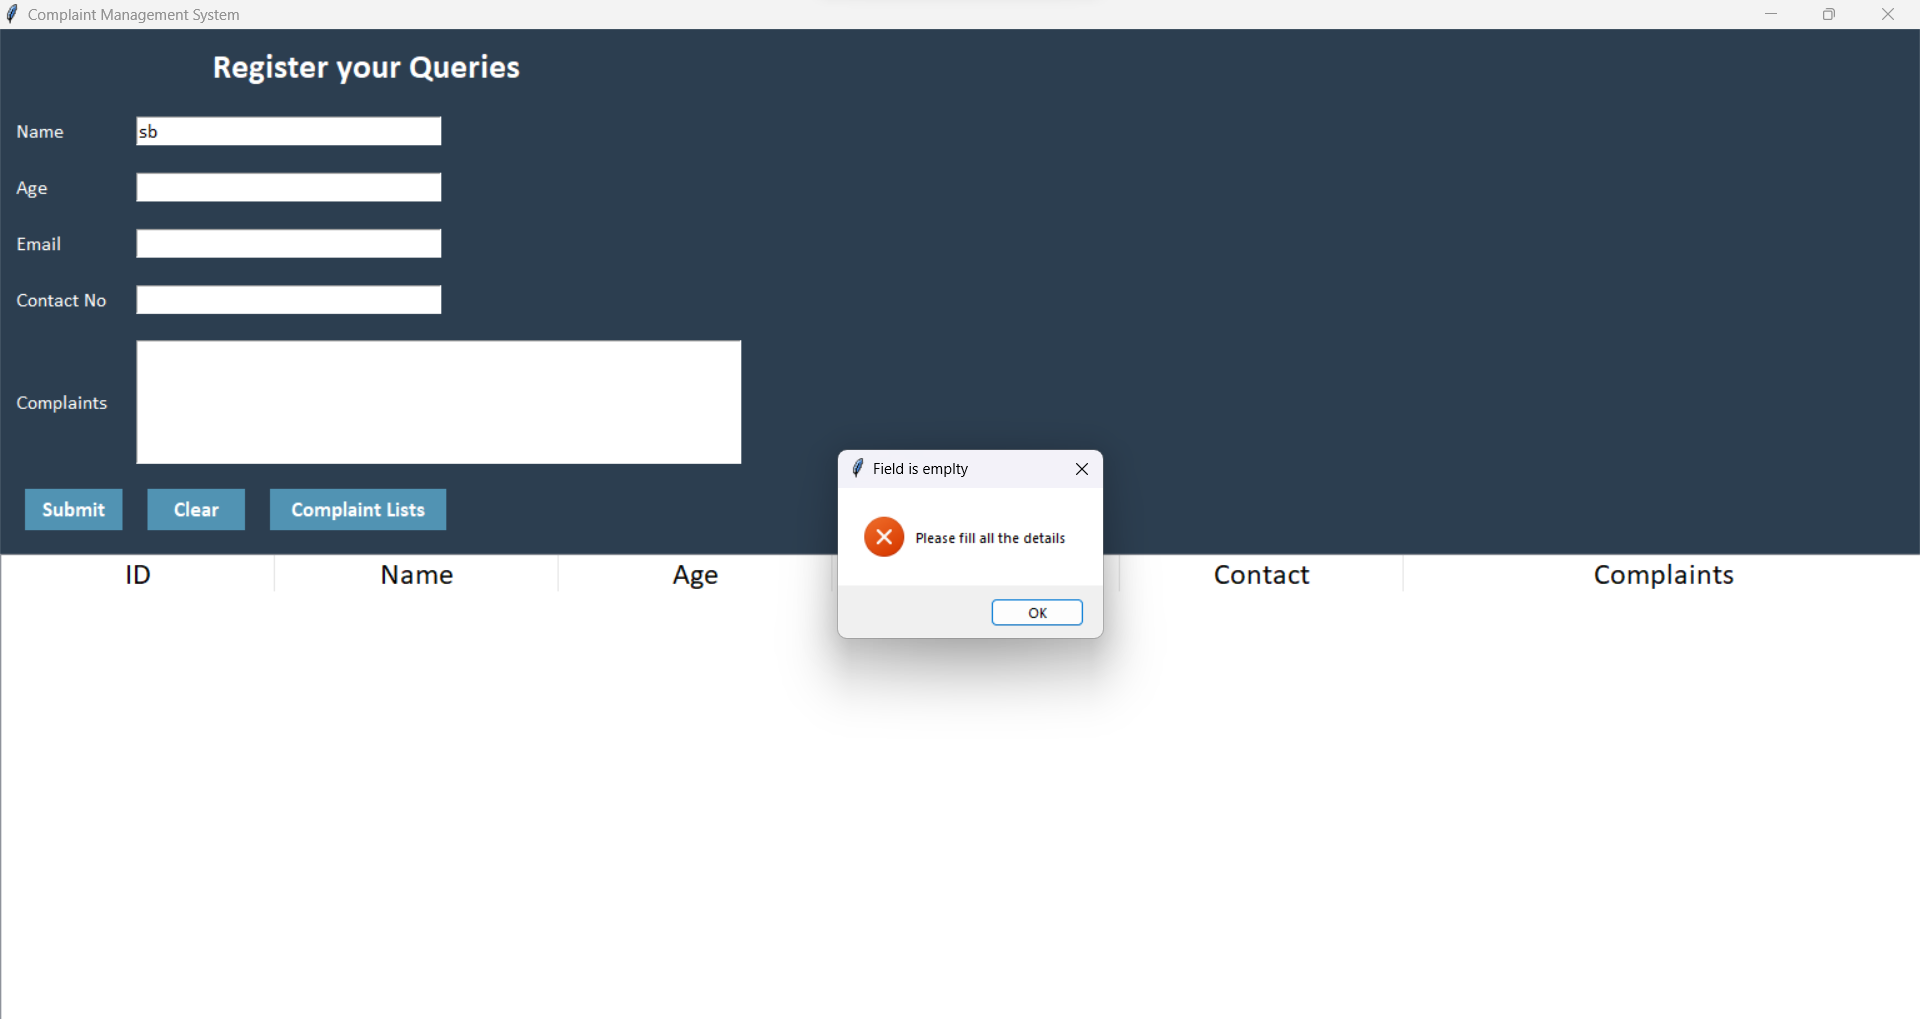 Complaint Management System
Register your Queries
Name
sb
Age
Email
Contact No
Complaints
Submit
Clear
Complaint Lists
Field is emplty
Please fill all the details
OK
ID
Name
Age
Contact
Complaints